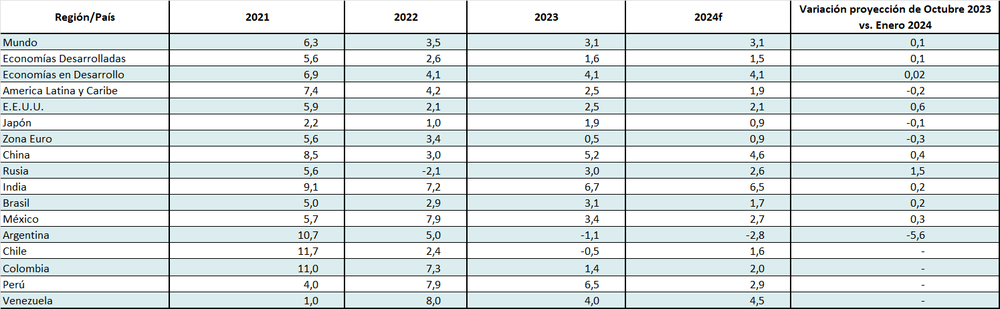 Región/País 2021 2022 2023 2024f Variación proyección de Octubre 2023 vs. Enero 2024
Mundo 6,3 3,5 3,1 3,1 0,1
Economías Desarrolladas 5,6 2,6 1,6 1,5 0,1
Economías en Desarrollo 6,9 4,1 4,1 4,1 0,02
America Latina y Caribe 7,4 4,2 2,5 1,9 -0,2
E.E.U.U. 5,9 2,1 2,5 2,1 0,6
Japón 2,2 1,0 1,9 0,9 -0,1
Zona Euro 5,6 3,4 0,5 0,9 -0,3
China 8,5 3,0 5,2 4,6 0,4
Rusia 5,6 -2,1 3,0 2,6 1,5
India 9,1 7,2 6,7 6,5 0,2
Brasil 5,0 2,9 3,1 1,7 0,2
México 5,7 7,9 3,4 2,7 0,3
Argentina 10,7 5,0 -1,1 -2,8 -5,6
Chile 11,7 2,4 -0,5 1,6 -
Colombia 11,0 7,3 1,4 2,0 -
Perú 4,0 7,9 6,5 2,9 -
Venezuela 1,0 8,0 4,0 4,5 -